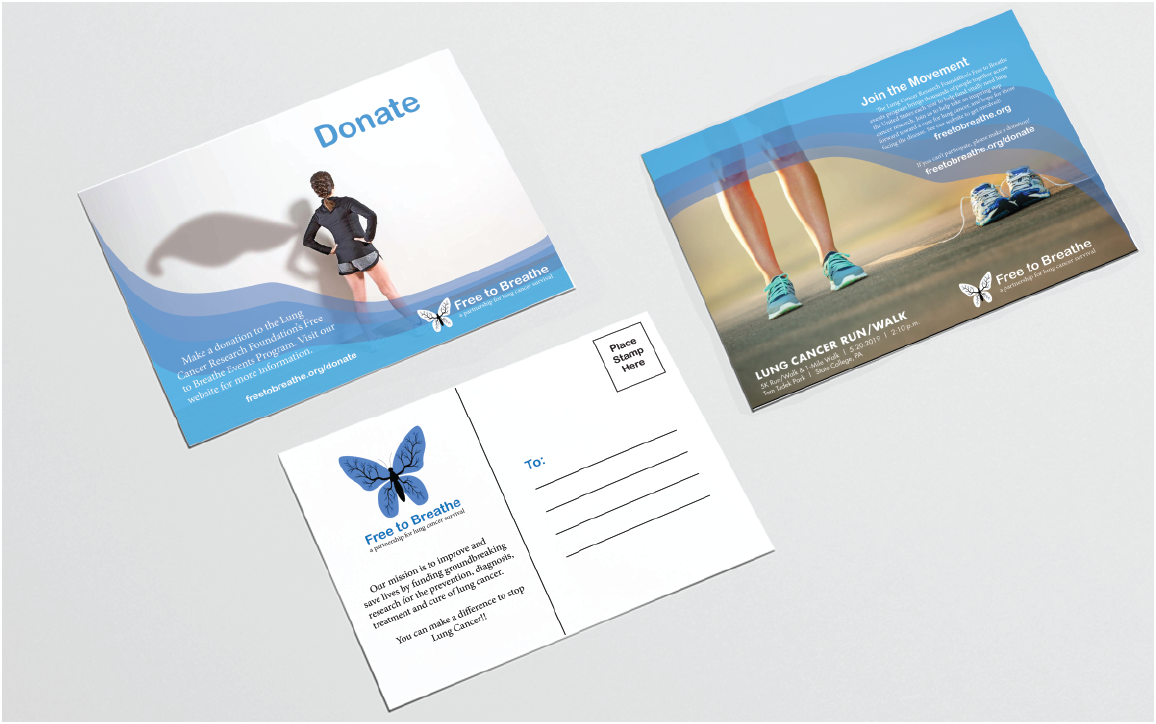 Donate
Make a donation to the Lung
Cancer Research Foundation's Free
to Breathe Events Program. Visit our
website for more information.
freetobreathe.org/donate
Free to Breathe
a partnership for lung cancer survival
Join the Movement
The Lung Cancer Research Foundation's Free to Breathe
events program brings thousands of people together across
the United States each year to help fund vitally need lung
cancer research. Join us to help take an inspiring step
forward toward a cure for lung cancer, and hope for those
facing the disease. See our website to get involved:
freetobreathe.org
If you can't participate, please make a donation!
freetobreathe.org/donate
Free to Breathe
a partnership for lung cancer survival
LUNG CANCER RUN/WALK
5K Run/Walk & 1-Mile Walk | 5.20.2019 | 2:10 p.m.
Tom Tudek Park | State College, PA
Place
Stamp
Here
To:
Free to Breathe
a partnership for lung cancer survival
Our mission is to improve and
save lives by funding groundbreaking
research for the prevention, diagnosis,
treatment and cure of lung cancer.
You can make a difference to stop
Lung Cancer!!